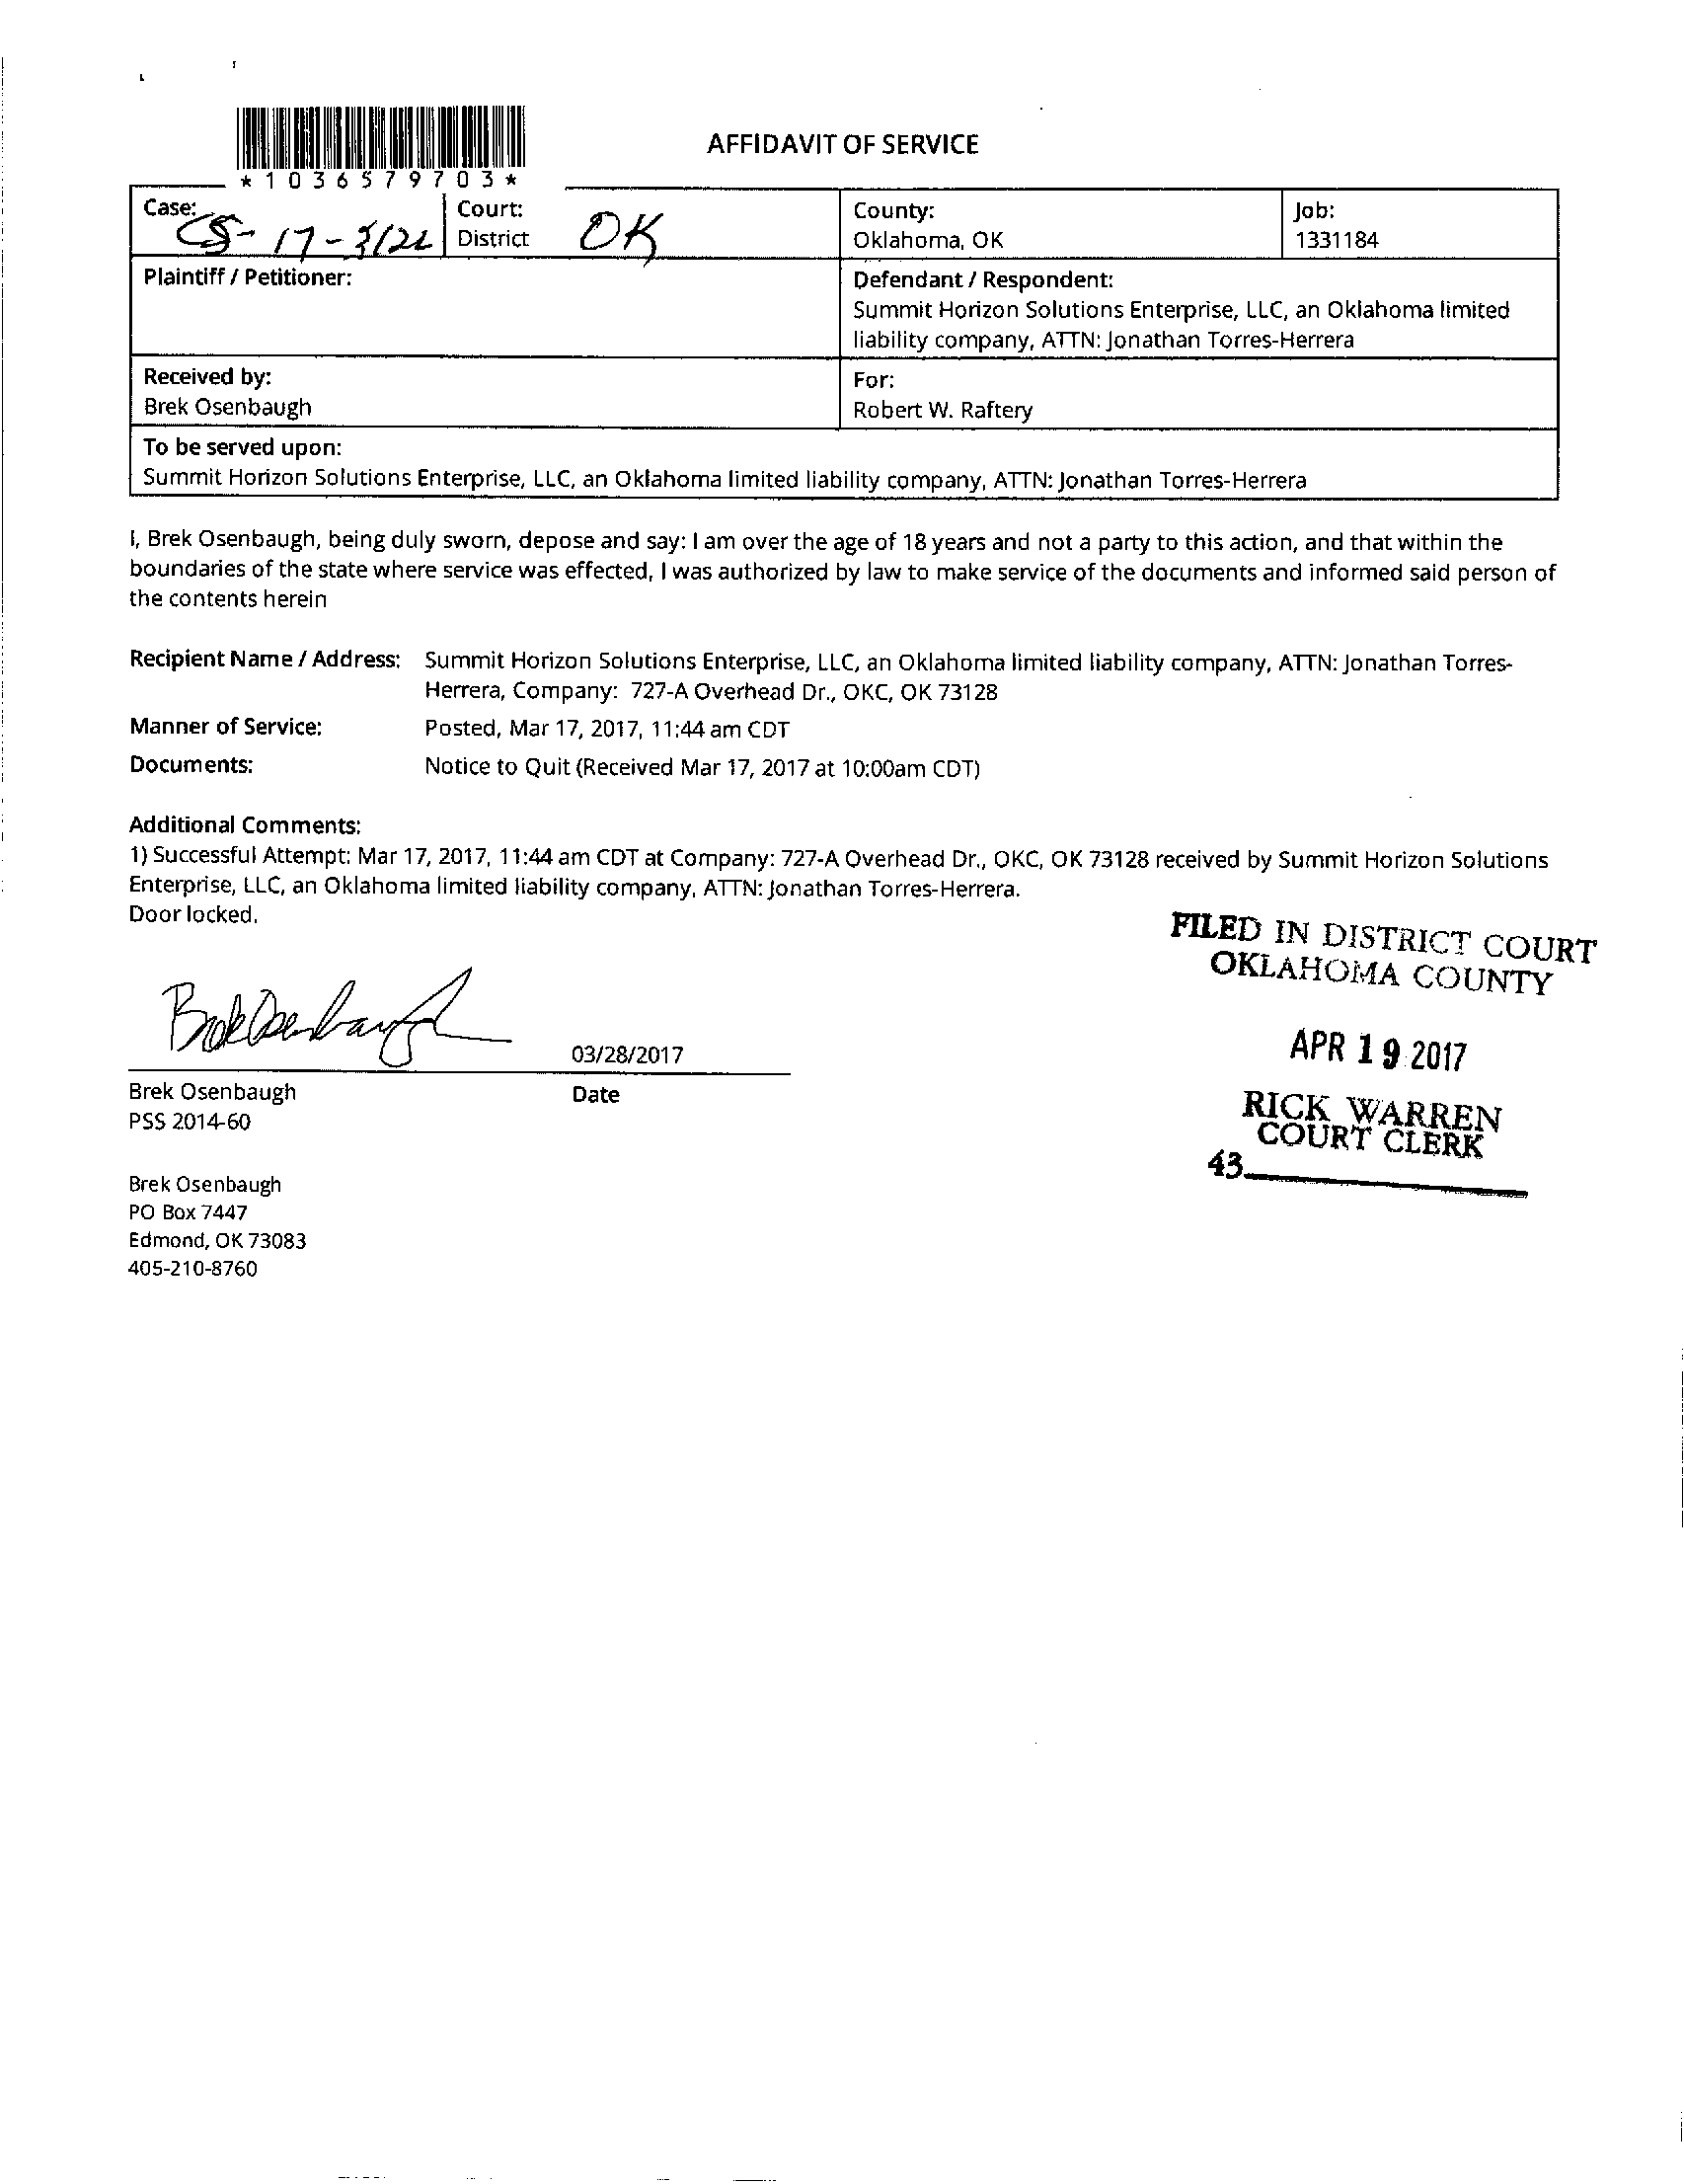 *1036579703*
AFFIDAVIT OF SERVICE
Case:
CS-17-3122
Court:
District OK
County:
Oklahoma, OK
Job:
1331184
Plaintiff / Petitioner:
Defendant / Respondent:
Summit Horizon Solutions Enterprise, LLC, an Oklahoma limited
liability company, ATTN: Jonathan Torres-Herrera
Received by:
Brek Osenbaugh
For:
Robert W. Raftery
To be served upon:
Summit Horizon Solutions Enterprise, LLC, an Oklahoma limited liability company, ATTN: Jonathan Torres-Herrera
I, Brek Osenbaugh, being duly sworn, depose and say: I am over the age of 18 years and not a party to this action, and that within the
boundaries of the state where service was effected, I was authorized by law to make service of the documents and informed said person of
the contents herein
Recipient Name / Address: Summit Horizon Solutions Enterprise, LLC, an Oklahoma limited liability company, ATTN: Jonathan Torres-
Herrera, Company: 727-A Overhead Dr., OKC, OK 73128
Manner of Service: Posted, Mar 17, 2017, 11:44 am CDT
Documents: Notice to Quit (Received Mar 17, 2017 at 10:00am CDT)
Additional Comments:
1) Successful Attempt: Mar 17, 2017, 11:44 am CDT at Company: 727-A Overhead Dr., OKC, OK 73128 received by Summit Horizon Solutions
Enterprise, LLC, an Oklahoma limited liability company, ATTN: Jonathan Torres-Herrera.
Door locked.
FILED IN DISTRICT COURT
OKLAHOMA COUNTY
APR 19 2017
RICK WARREN
COURT CLERK
43
Brek Osenbaugh
03/28/2017
Brek Osenbaugh Date
PSS 2014-60
Brek Osenbaugh
PO Box 7447
Edmond, OK 73083
405-210-8760